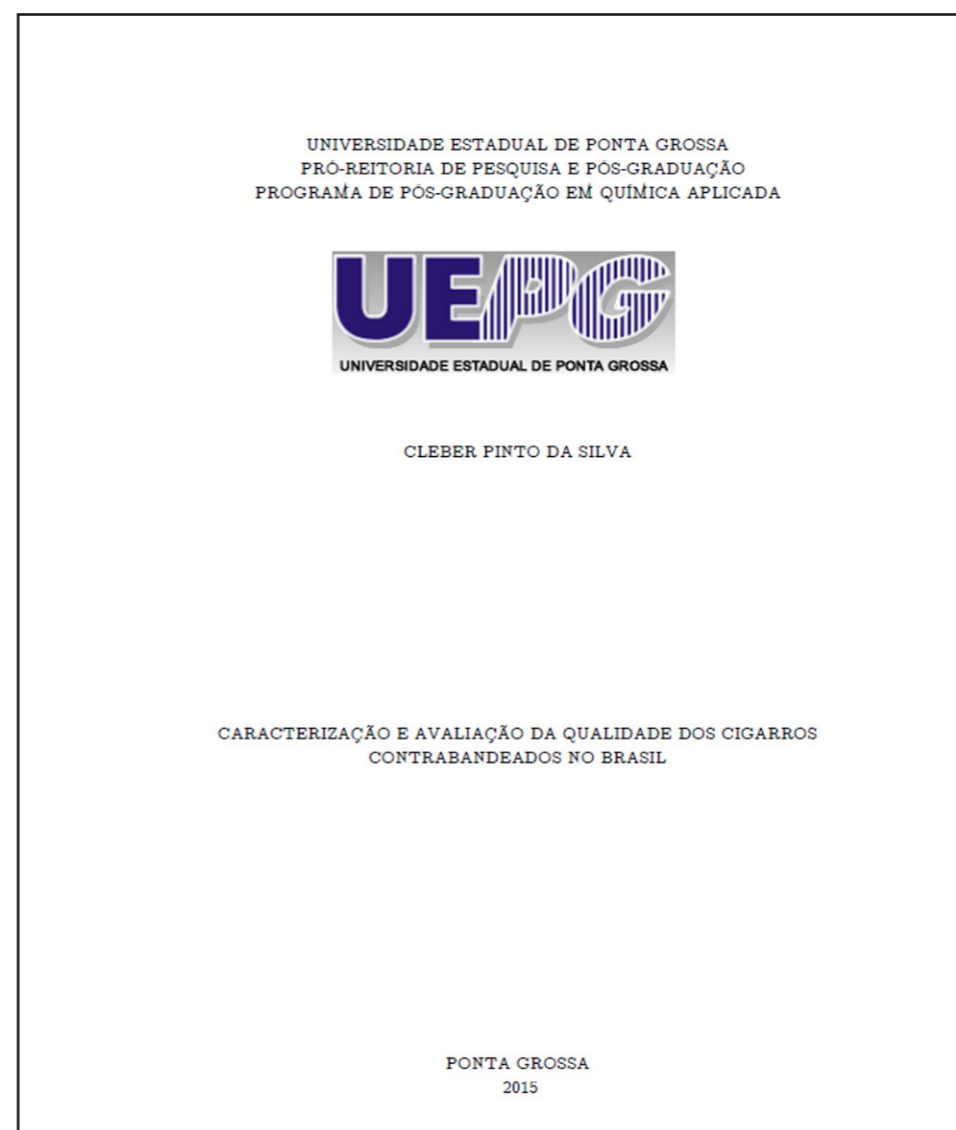 UNIVERSIDADE ESTADUAL DE PONTA GROSSA
PRÓ-REITORIA DE PESQUISA E PÓS-GRADUAÇÃO
PROGRAMA DE PÓS-GRADUAÇÃO EM QUÍMICA APLICADA
UEPG
UNIVERSIDADE ESTADUAL DE PONTA GROSSA
CLEBER PINTO DA SILVA
CARACTERIZAÇÃO E AVALIAÇÃO DA QUALIDADE DOS CIGARROS
CONTRABANDEADOS NO BRASIL
PONTA GROSSA
2015